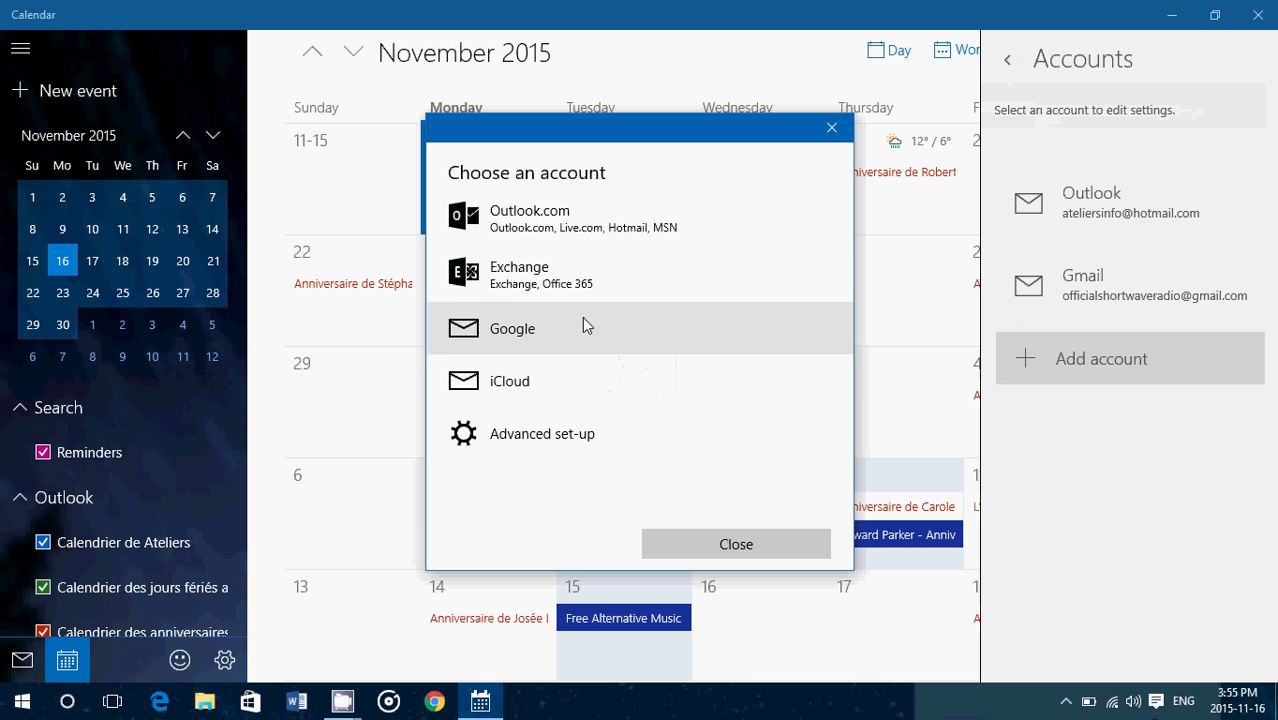 Calendar
New event
November 2015
Su Mo Tu We Th Fr Sa
1 2 3 4 5 6 7
8 9 10 11 12 13 14
15 16 17 18 19 20 21
22 23 24 25 26 27 28
29 30 1 2 3 4 5
6 7 8 9 10 11 12
Search
Reminders
Outlook
Calendrier de Ateliers
Calendrier des jours fériés a
Calendrier des anniversaires
November 2015
Day
Wor
Sunday Monday Tuesday Wednesday Thursday F
11-15
12° / 6°
niversaire de Robert
22
Anniversaire de Stépha
29
6
niversaire de Carole
ward Parker - Anniv
13 14 15 16 17
Anniversaire de Josée
Free Alternative Music
Choose an account
Outlook.com
Outlook.com, Live.com, Hotmail, MSN
Exchange
Exchange, Office 365
Google
iCloud
Advanced set-up
Close
Accounts
Select an account to edit settings.
Outlook
ateliersinfo@hotmail.com
Gmail
officialshortwaveradio@gmail.com
Add account
ENG
3:55 PM
2015-11-16